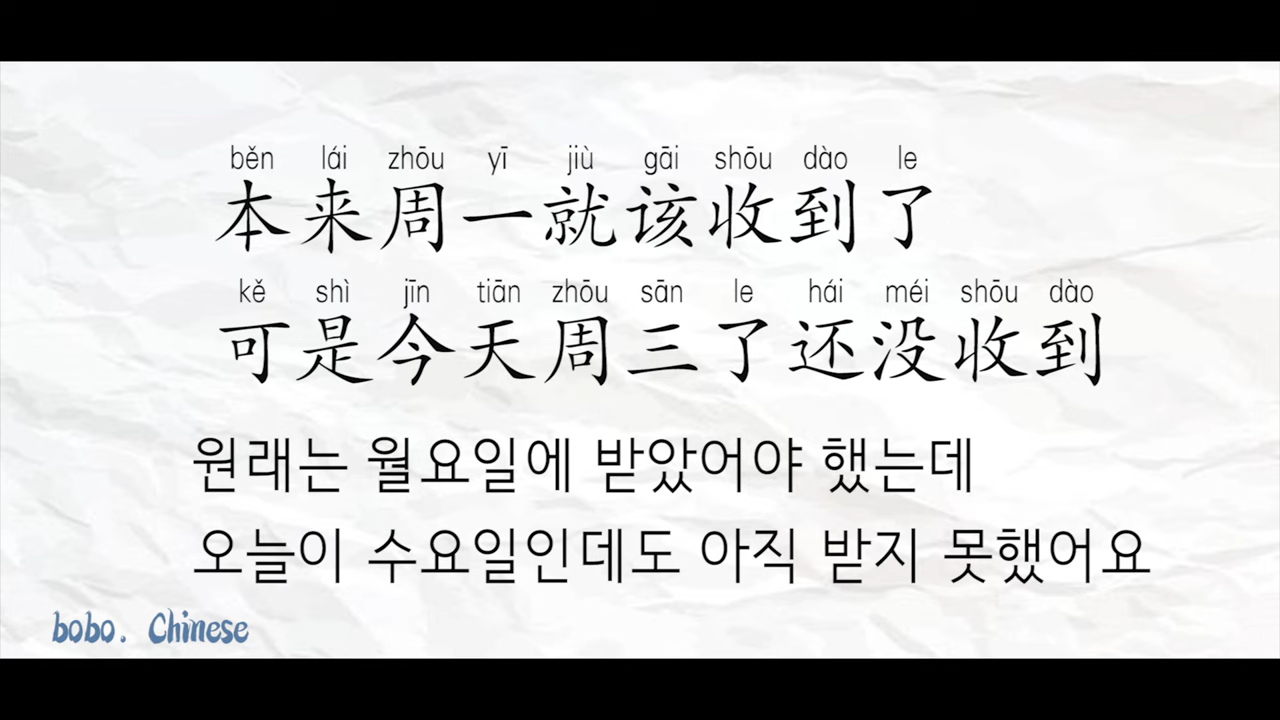 běn lái zhōu yī jiù gāi shōu dào le
本来周一就该收到了
kě shì jīn tiān zhōu sān le hái méi shōu dào
可是今天周三了还没收到
원래는 월요일에 받았어야 했는데
오늘이 수요일인데도 아직 받지 못했어요
bobo. Chinese